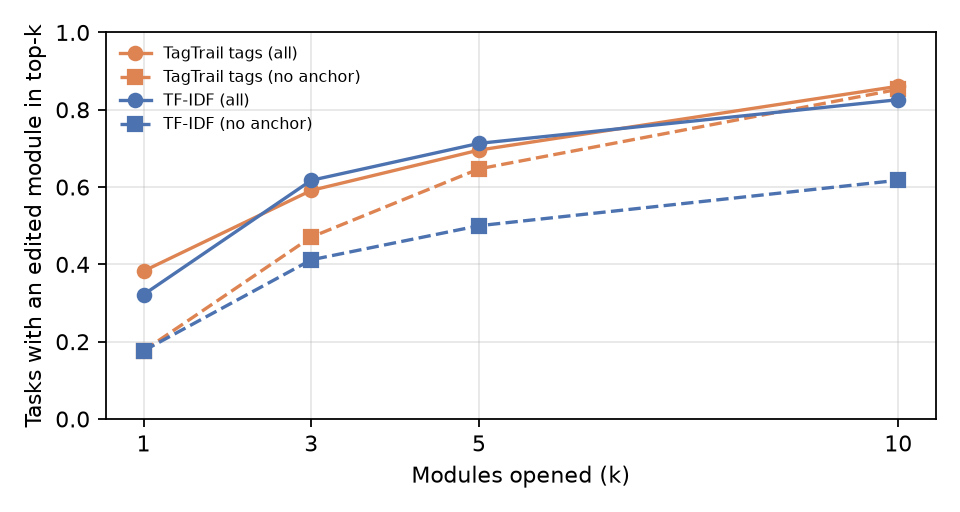 Tasks with an edited module in top-k
1.0
0.8
0.6
0.4
0.2
0.0
TagTrail tags (all)
TagTrail tags (no anchor)
TF-IDF (all)
TF-IDF (no anchor)
1 3 5 10
Modules opened (k)